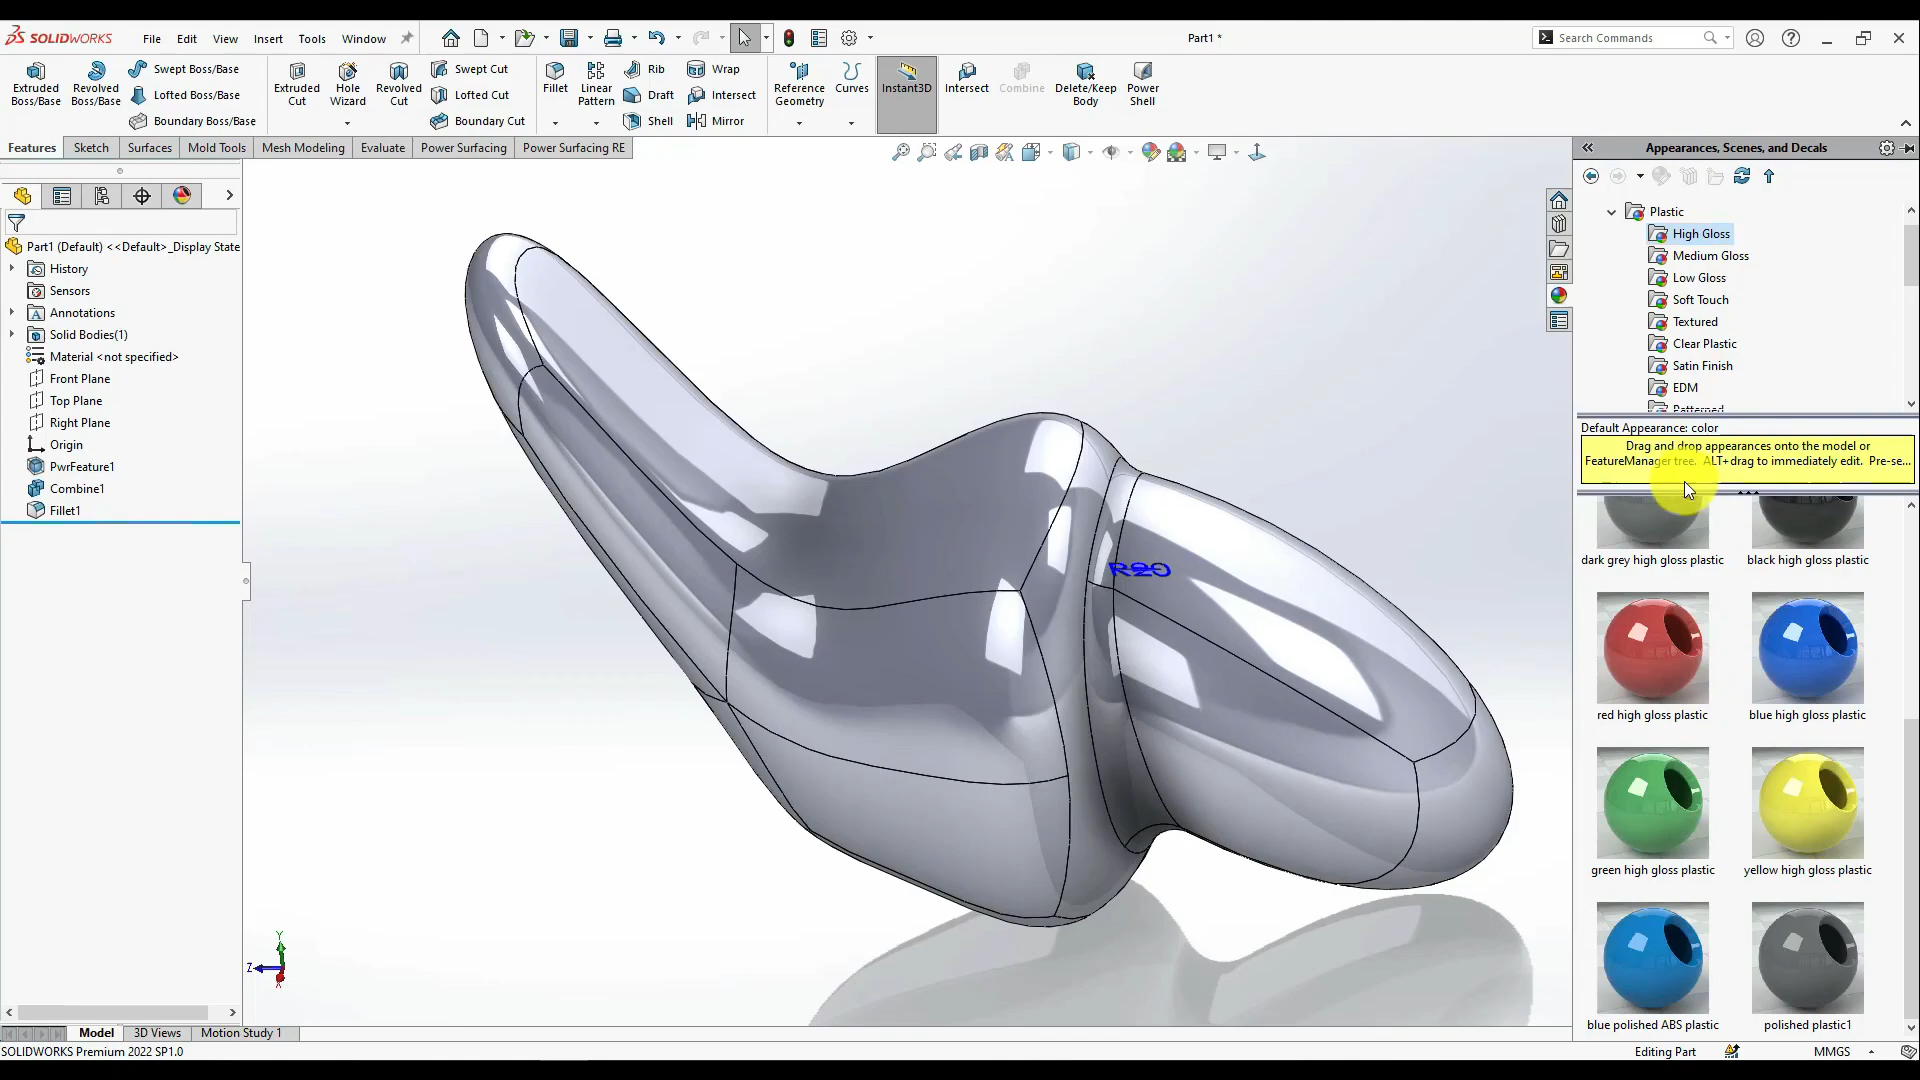 SOLIDWORKS
File
Edit
View
Insert
Tools
Window
Part1 *
Search Commands
Extruded Boss/Base
Revolved Boss/Base
Swept Boss/Base
Lofted Boss/Base
Boundary Boss/Base
Extruded Cut
Hole Wizard
Revolved Cut
Swept Cut
Lofted Cut
Boundary Cut
Fillet
Linear Pattern
Rib
Draft
Shell
Wrap
Intersect
Mirror
Reference Geometry
Curves
Instant3D
Intersect
Combine
Delete/Keep Body
Power Shell
Features
Sketch
Surfaces
Mold Tools
Mesh Modeling
Evaluate
Power Surfacing
Power Surfacing RE
Part1 (Default) <<Default>_Display State
History
Sensors
Annotations
Solid Bodies(1)
Material <not specified>
Front Plane
Top Plane
Right Plane
Origin
PwrFeature1
Combine1
Fillet1
R20
Y
Z
X
Appearances, Scenes, and Decals
Plastic
High Gloss
Medium Gloss
Low Gloss
Soft Touch
Textured
Clear Plastic
Satin Finish
EDM
Patterned
Default Appearance: color
Drag and drop appearances onto the model or
FeatureManager tree. ALT+drag to immediately edit. Pre-se...
dark grey high gloss plastic
black high gloss plastic
red high gloss plastic
blue high gloss plastic
green high gloss plastic
yellow high gloss plastic
blue polished ABS plastic
polished plastic1
Model
3D Views
Motion Study 1
SOLIDWORKS Premium 2022 SP1.0
Editing Part
MMGS